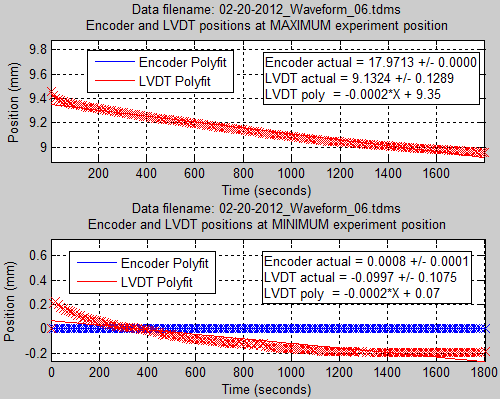 Data filename: 02-20-2012_Waveform_06.tdms
Encoder and LVDT positions at MAXIMUM experiment position
Position (mm)
9.8
9.6
9.4
9.2
9
Encoder Polyfit
LVDT Polyfit
Encoder actual = 17.9713 +/- 0.0000
LVDT actual = 9.1324 +/- 0.1289
LVDT poly = -0.0002*X + 9.35
200 400 600 800 1000 1200 1400 1600
Time (seconds)
Data filename: 02-20-2012_Waveform_06.tdms
Encoder and LVDT positions at MINIMUM experiment position
Position (mm)
0.6
0.4
0.2
0
-0.2
Encoder Polyfit
LVDT Polyfit
Encoder actual = 0.0008 +/- 0.0001
LVDT actual = -0.0997 +/- 0.1075
LVDT poly = -0.0002*X + 0.07
0 200 400 600 800 1000 1200 1400 1600 1800
Time (seconds)